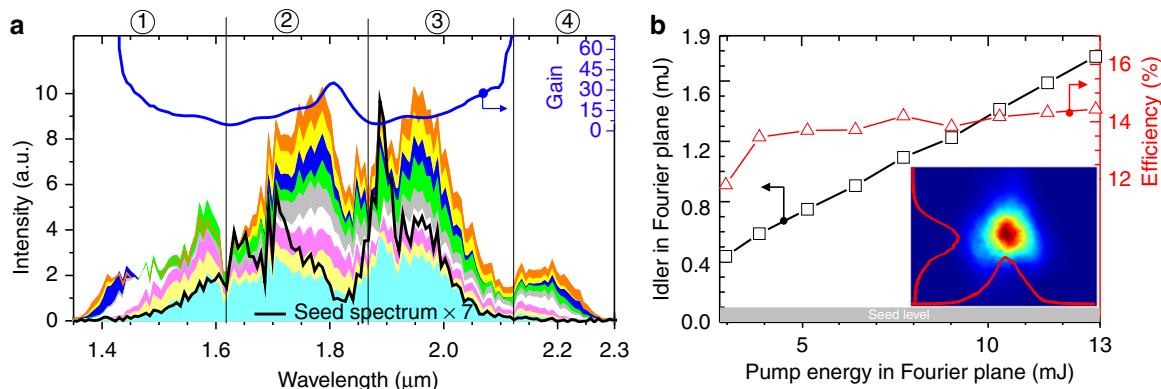 a
① ② ③ ④
Intensity (a.u.)
10
8
6
4
2
0
60
45
30
15
0
Gain
Seed spectrum × 7
1.4 1.6 1.8 2.0 2.2 2.3
Wavelength (μm)
b
Idler in Fourier plane (mJ)
1.9
1.6
1.2
0.8
0.4
0.0
16
14
12
Efficiency (%)
Seed level
5 10 13
Pump energy in Fourier plane (mJ)